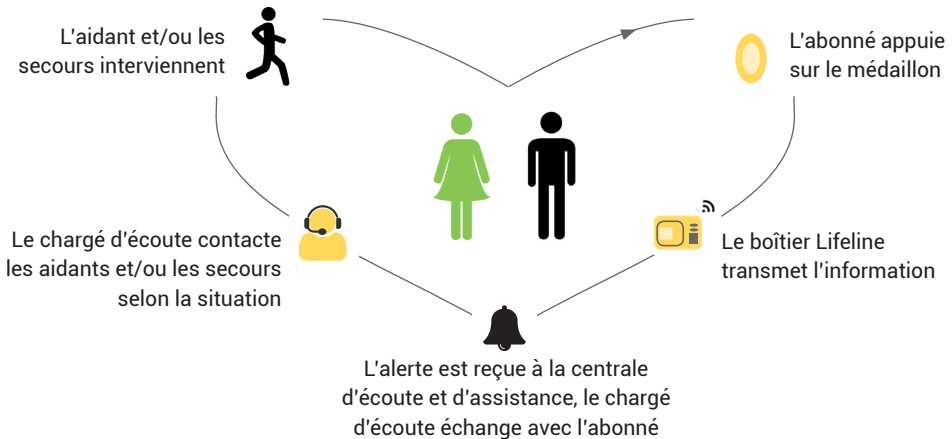 L'aidant et/ou les
secours interviennent
L'abonné appuie
sur le médaillon
Le chargé d'écoute contacte
les aidants et/ou les secours
selon la situation
Le boîtier Lifeline
transmet l'information
L'alerte est reçue à la centrale
d'écoute et d'assistance, le chargé
d'écoute échange avec l'abonné